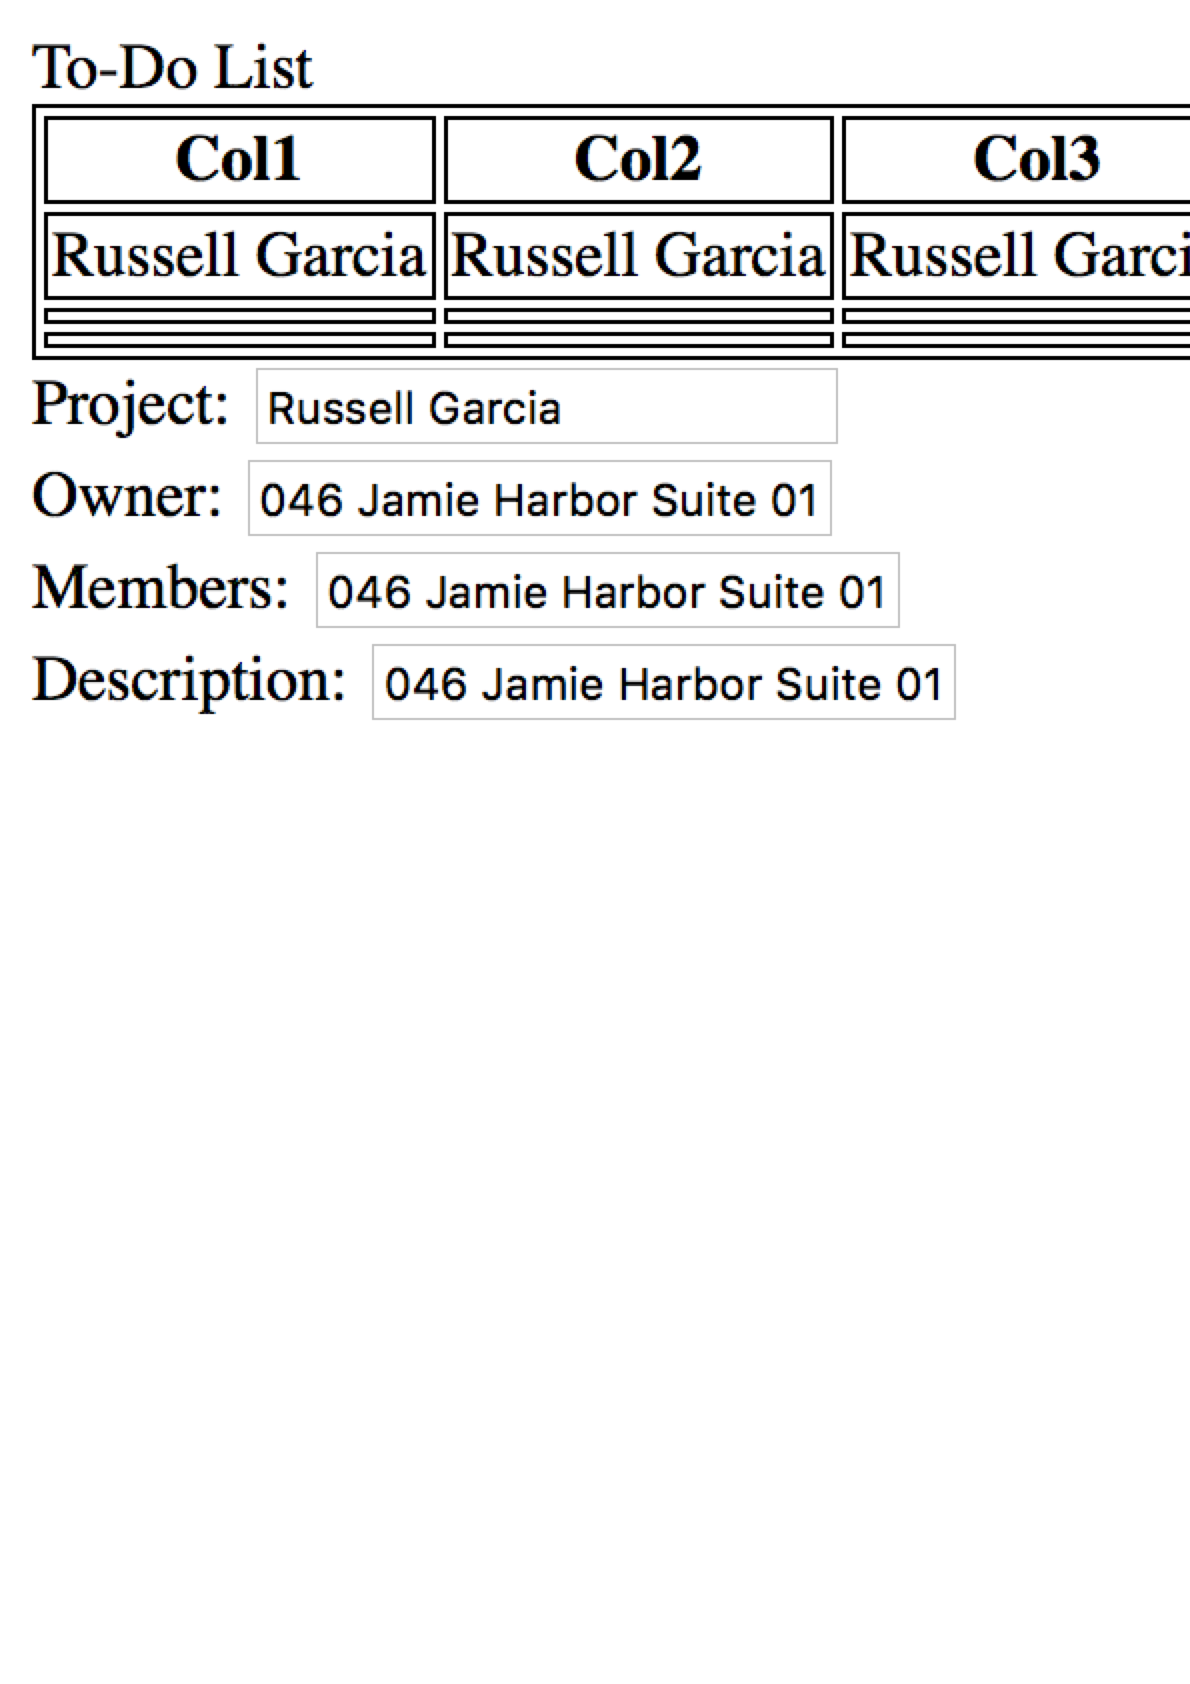 To-Do List
Col1 Col2 Col3
Russell Garcia Russell Garcia Russell Garci
Project: Russell Garcia
Owner: 046 Jamie Harbor Suite 01
Members: 046 Jamie Harbor Suite 01
Description: 046 Jamie Harbor Suite 01